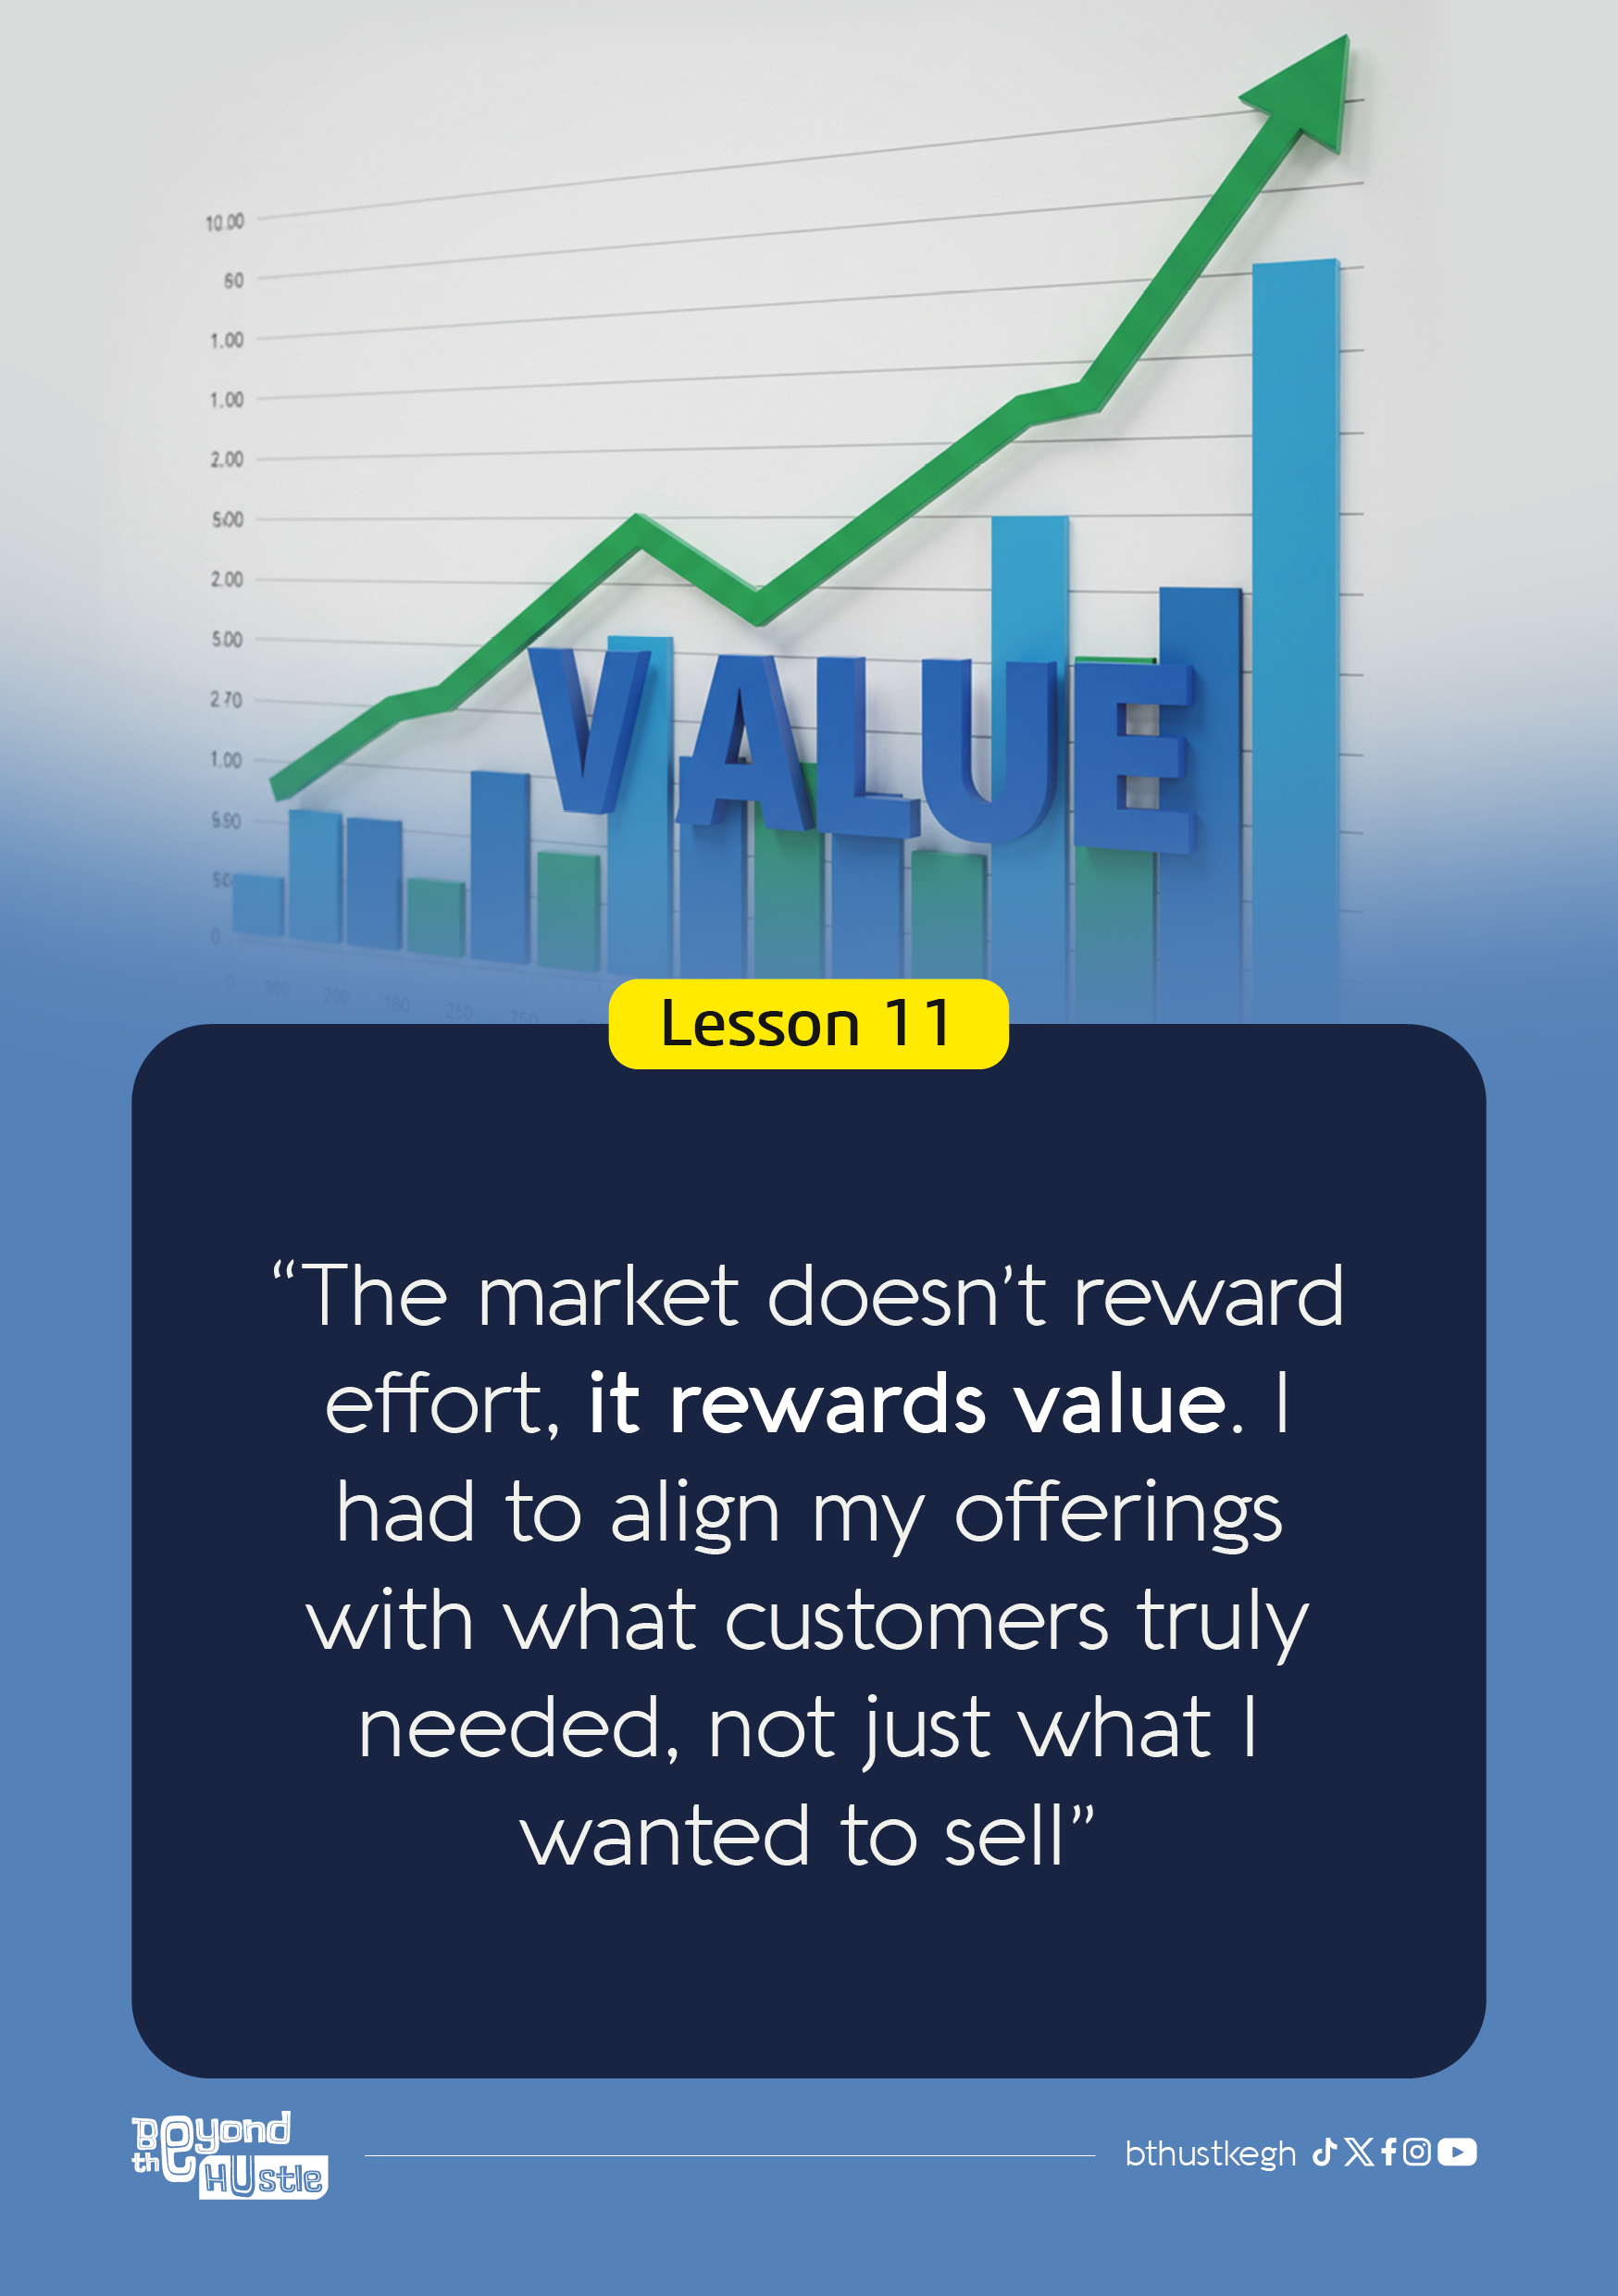 10.00
60
1.00
1.00
2.00
5.00
2.00
5.00
2.70
1.00
0
VALUE
Lesson 11
“The market doesn’t reward
effort, it rewards value. I
had to align my offerings
with what customers truly
needed, not just what I
wanted to sell”
Beyond
the
HUstle
bthustkegh